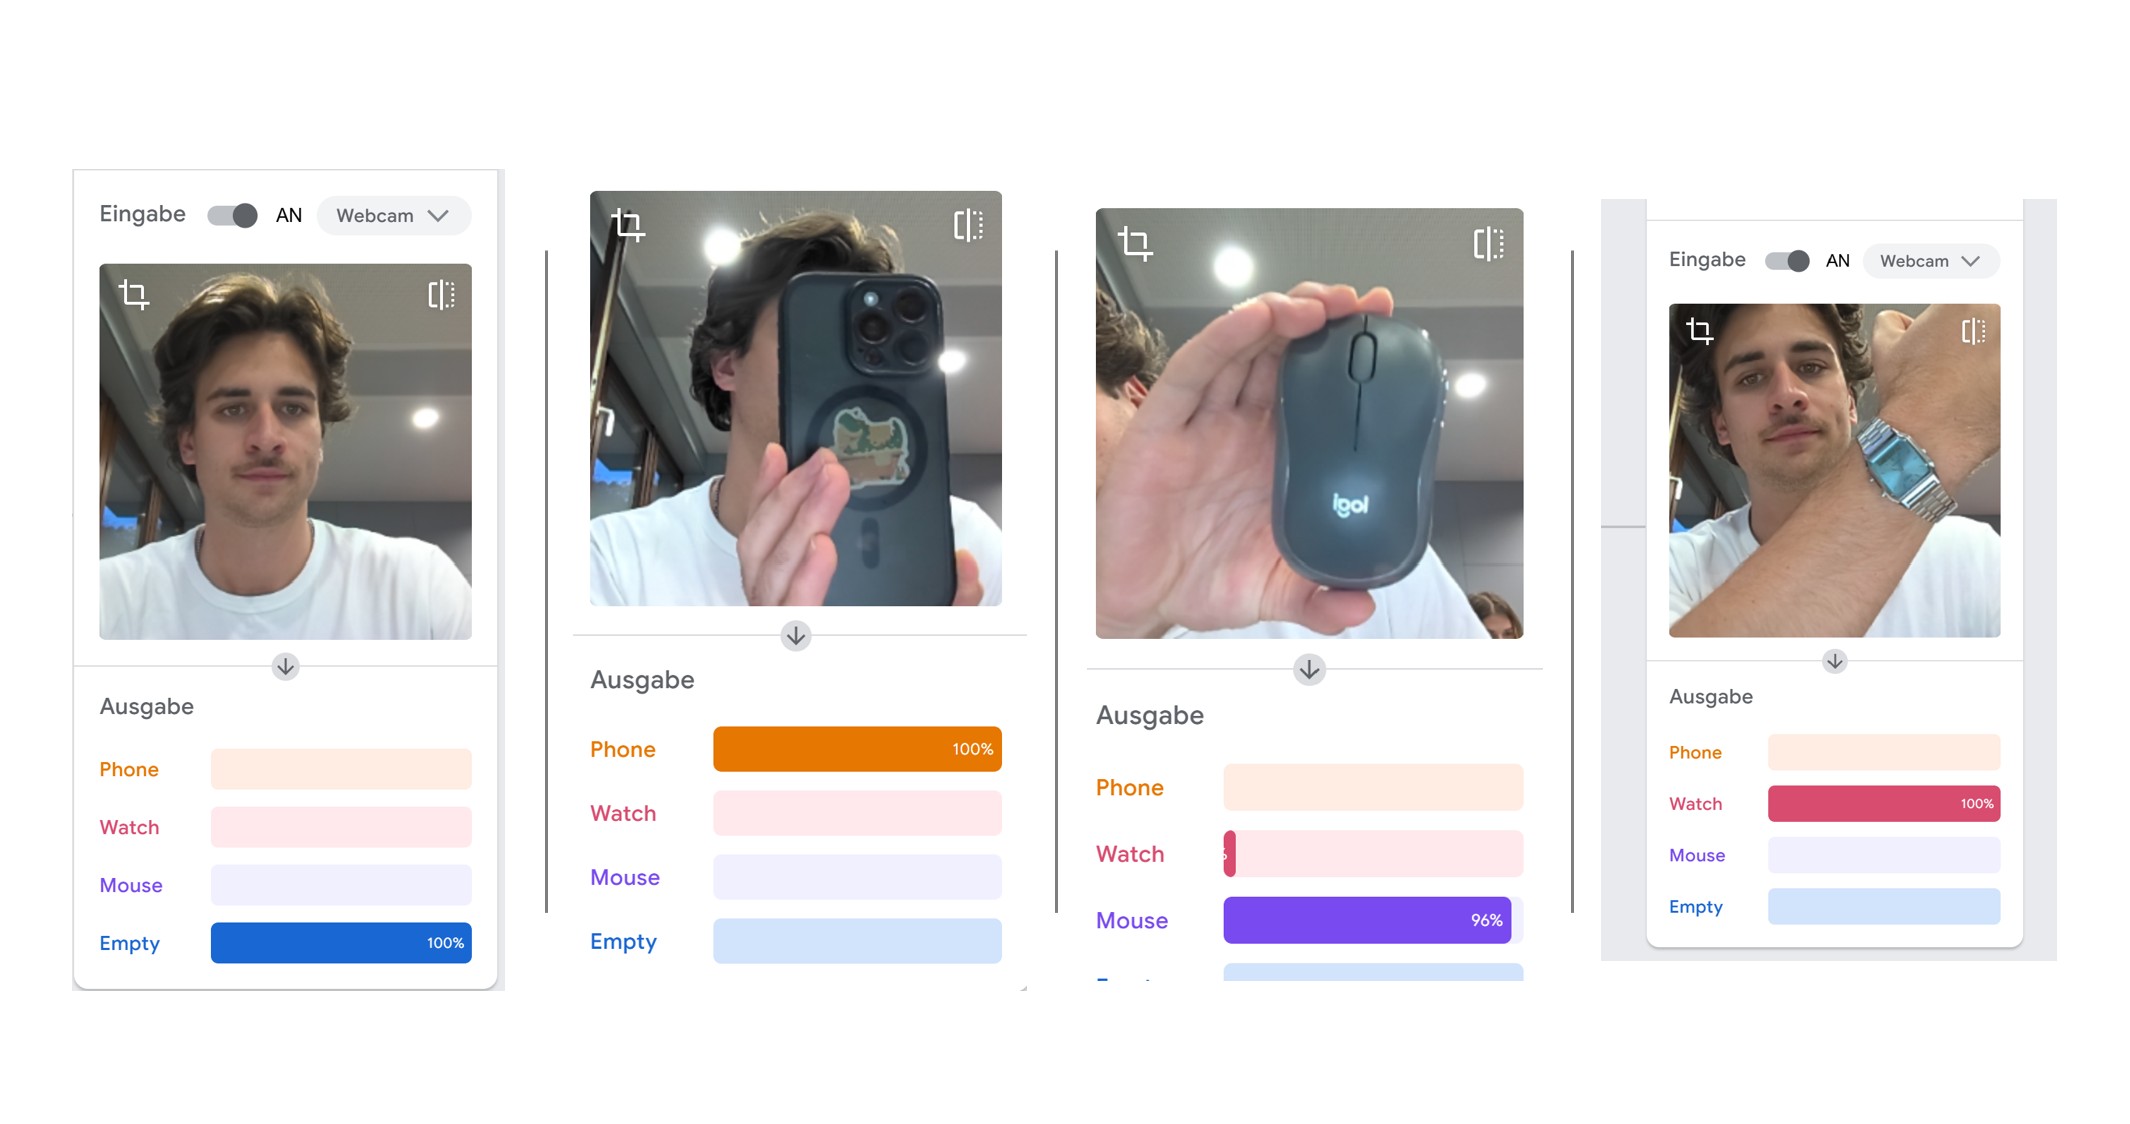 Eingabe AN Webcam
Ausgabe
Phone
Watch
Mouse
Empty 100%
Ausgabe
Phone 100%
Watch
Mouse
Empty
logi
Ausgabe
Phone
Watch
Mouse 96%
Eingabe AN Webcam
Ausgabe
Phone
Watch 100%
Mouse
Empty